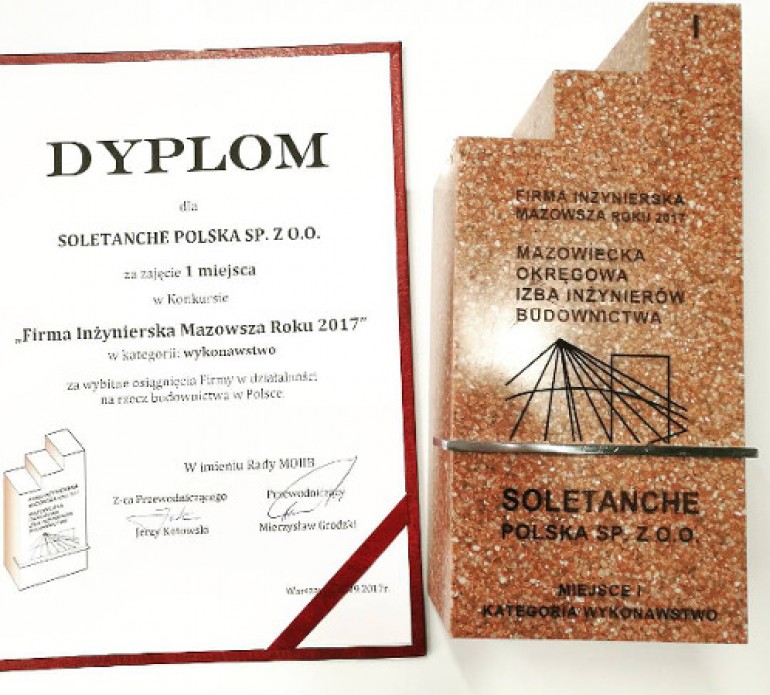 DYPLOM
dla
SOLETANCHE POLSKA SP. Z O.O.
za zajęcie 1 miejsca
w Konkursie
„Firma Inżynierska Mazowsza Roku 2017”
w kategorii: wykonawstwo
za wybitne osiągnięcia Firmy w działalności
na rzecz budownictwa w Polsce.
W imieniu Rady MOIIB
Z-ca Przewodniczącego
Przewodniczący
Jerzy Kotowski
Mieczysław Grodzki
2017r.
I
FIRMA INŻYNIERSKA
MAZOWSZA ROKU 2017
MAZOWIECKA
OKRĘGOWA
IZBA INŻYNIERÓW
BUDOWNICTWA
SOLETANCHE
POLSKA SP. Z O.O.
MIEJSCE I
KATEGORIA WYKONAWSTWO